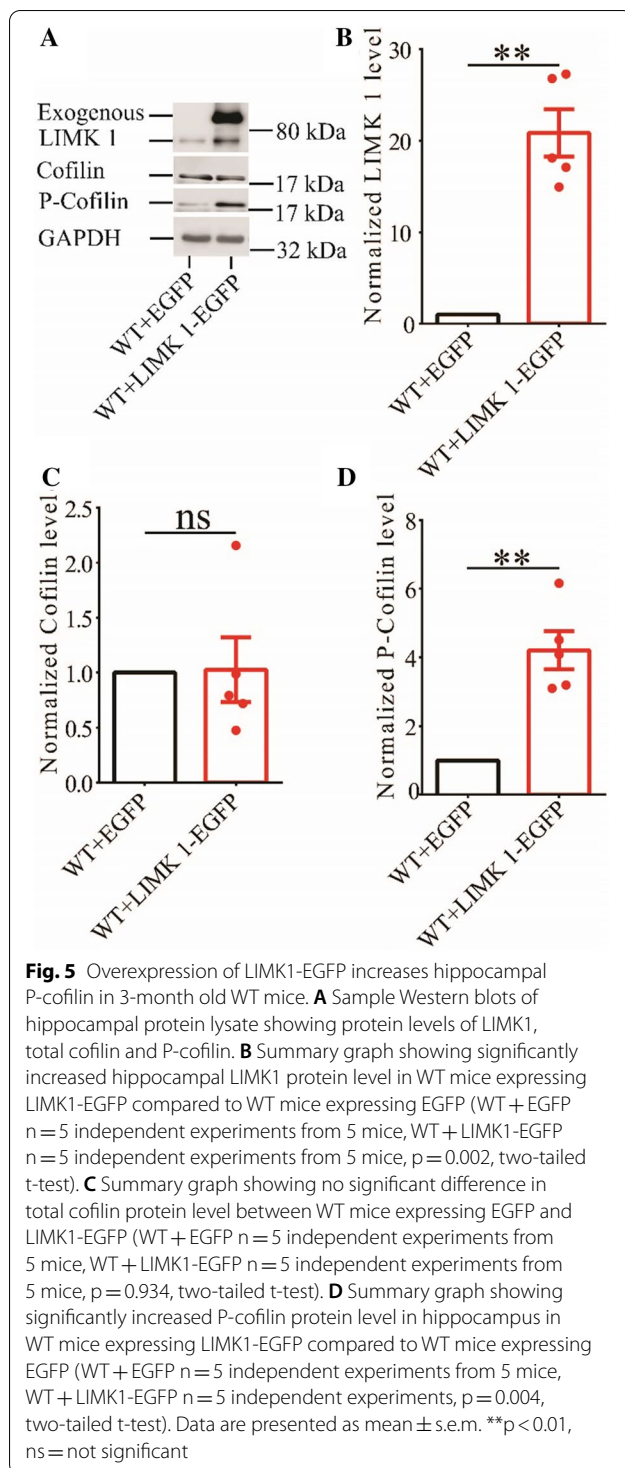 A
Exogenous
LIMK 1
Cofilin
P-Cofilin
GAPDH
80 kDa
17 kDa
17 kDa
32 kDa
WT+EGFP
WT+LIMK 1-EGFP
B
Normalized LIMK 1 level
30
20
10
0
**
WT+EGFP
WT+LIMK 1-EGFP
C
Normalized Cofilin level
2.5
2.0
1.5
1.0
0.5
0.0
ns
WT+EGFP
WT+LIMK 1-EGFP
D
Normalized P-Cofilin level
8
6
4
2
0
**
WT+EGFP
WT+LIMK 1-EGFP
Fig. 5 Overexpression of LIMK1-EGFP increases hippocampal
P-cofilin in 3-month old WT mice. A Sample Western blots of
hippocampal protein lysate showing protein levels of LIMK1,
total cofilin and P-cofilin. B Summary graph showing significantly
increased hippocampal LIMK1 protein level in WT mice expressing
LIMK1-EGFP compared to WT mice expressing EGFP (WT + EGFP
n = 5 independent experiments from 5 mice, WT + LIMK1-EGFP
n = 5 independent experiments from 5 mice, p = 0.002, two-tailed
t-test). C Summary graph showing no significant difference in
total cofilin protein level between WT mice expressing EGFP and
LIMK1-EGFP (WT + EGFP n = 5 independent experiments from
5 mice, WT + LIMK1-EGFP n = 5 independent experiments from
5 mice, p = 0.934, two-tailed t-test). D Summary graph showing
significantly increased P-cofilin protein level in hippocampus in
WT mice expressing LIMK1-EGFP compared to WT mice expressing
EGFP (WT + EGFP n = 5 independent experiments from 5 mice,
WT + LIMK1-EGFP n = 5 independent experiments, p = 0.004,
two-tailed t-test). Data are presented as mean ± s.e.m. **p < 0.01,
ns = not significant